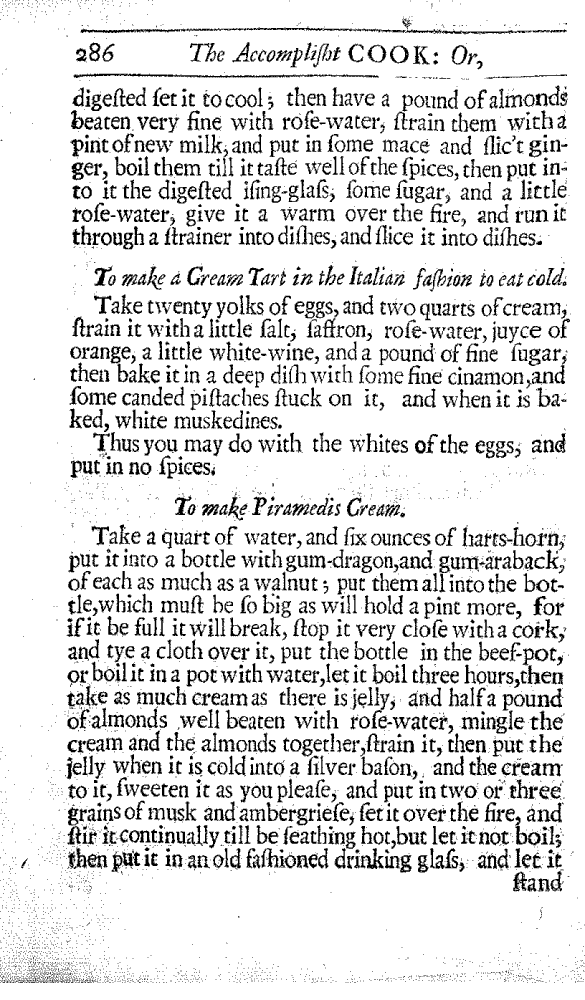 286 The Accompliſht COOK: Or,
digeſted ſet it to cool; then have a pound of almonds
beaten very fine with roſe-water, ſtrain them with a
pint of new milk, and put in ſome mace and ſlic't gin-
ger, boil them till it taſte well of the ſpices, then put in-
to it the digeſted iſing-glaſs, ſome ſugar, and a little
roſe-water, give it a warm over the fire, and run it
through a ſtrainer into diſhes, and ſlice it into diſhes.
To make a Cream Tart in the Italian faſhion to eat cold.
Take twenty yolks of eggs, and two quarts of cream,
ſtrain it with a little ſalt, ſaffron, roſe-water, juyce of
orange, a little white-wine, and a pound of fine ſugar,
then bake it in a deep diſh with ſome fine cinamon, and
ſome canded piſtaches ſtuck on it, and when it is ba-
ked, white muskedines.
Thus you may do with the whites of the eggs, and
put in no ſpices.
To make Piramedis Cream.
Take a quart of water, and ſix ounces of harts-horn,
put it into a bottle with gum-dragon, and gum-araback,
of each as much as a walnut; put them all into the bot-
tle, which muſt be ſo big as will hold a pint more, for
if it be full it will break, ſtop it very cloſe with a cork,
and tye a cloth over it, put the bottle in the beef-pot,
or boil it in a pot with water, let it boil three hours, then
take as much cream as there is jelly, and half a pound
of almonds well beaten with roſe-water, mingle the
cream and the almonds together, ſtrain it, then put the
jelly when it is cold into a ſilver baſon, and the cream
to it, ſweeten it as you pleaſe, and put in two or three
grains of musk and ambergrieſe, ſet it over the fire, and
ſtir it continually till be ſeathing hot, but let it not boil;
then put it in an old faſhioned drinking glaſs, and let it
ſtand